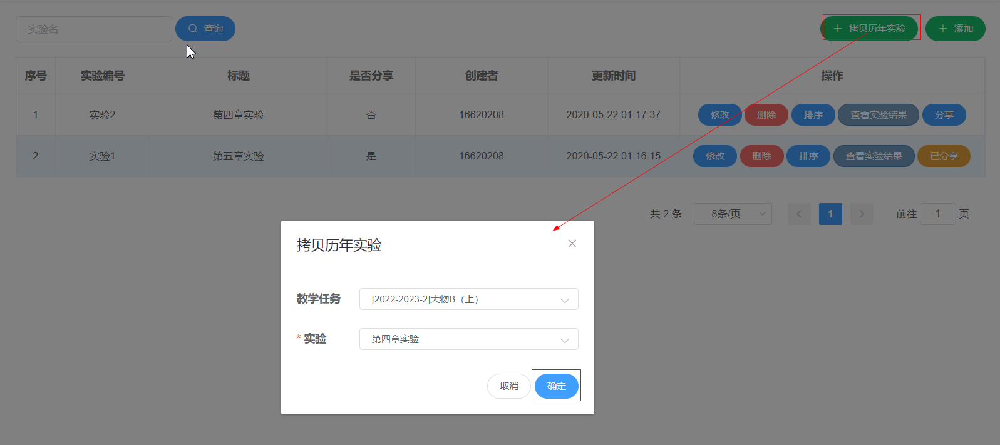 实验名 查询 拷贝历年实验 添加
序号 实验编号 标题 是否分享 创建者 更新时间 操作
1 实验2 第四章实验 否 16620208 2020-05-22 01:17:37 修改 删除 排序 查看实验结果 分享
2 实验1 第五章实验 是 16620208 2020-05-22 01:16:15 修改 删除 排序 查看实验结果 已分享
共 2 条 8条/页 1 前往 1 页
拷贝历年实验
教学任务 [2022-2023-2]大物B（上）
* 实验 第四章实验
取消 确定